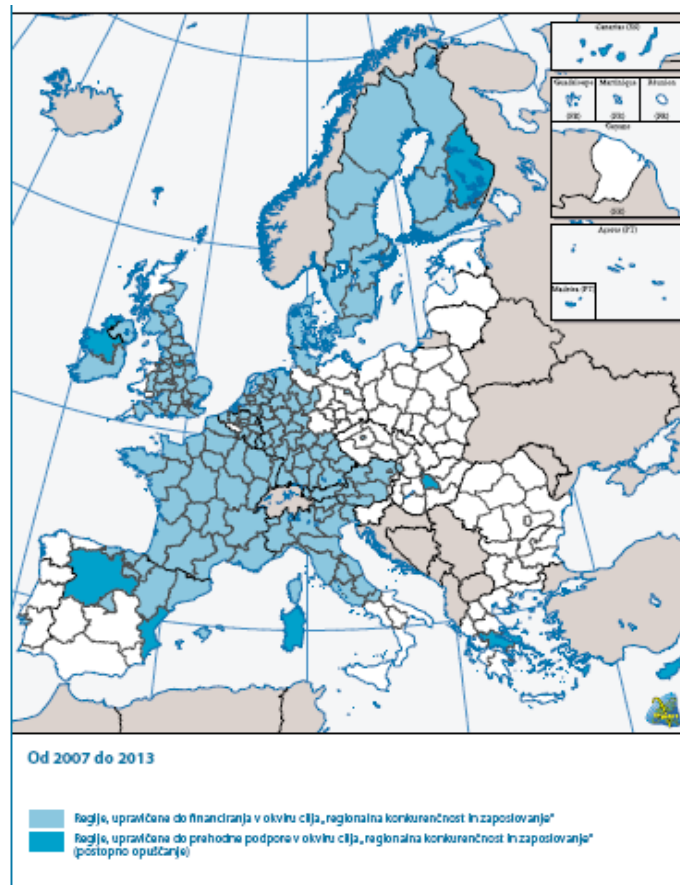 Canarias (ES)
Guadeloupe Martinique Réunion
(FR) (FR) (FR)
Guyane
(FR)
Açores (PT)
Madeira (PT)
Od 2007 do 2013
Regije, upravičene do financiranja v okviru cilja „regionalna konkurenčnost in zaposlovanje“
Regije, upravičene do prehodne podpore v okviru cilja „regionalna konkurenčnost in zaposlovanje“
(postopno opuščanje)